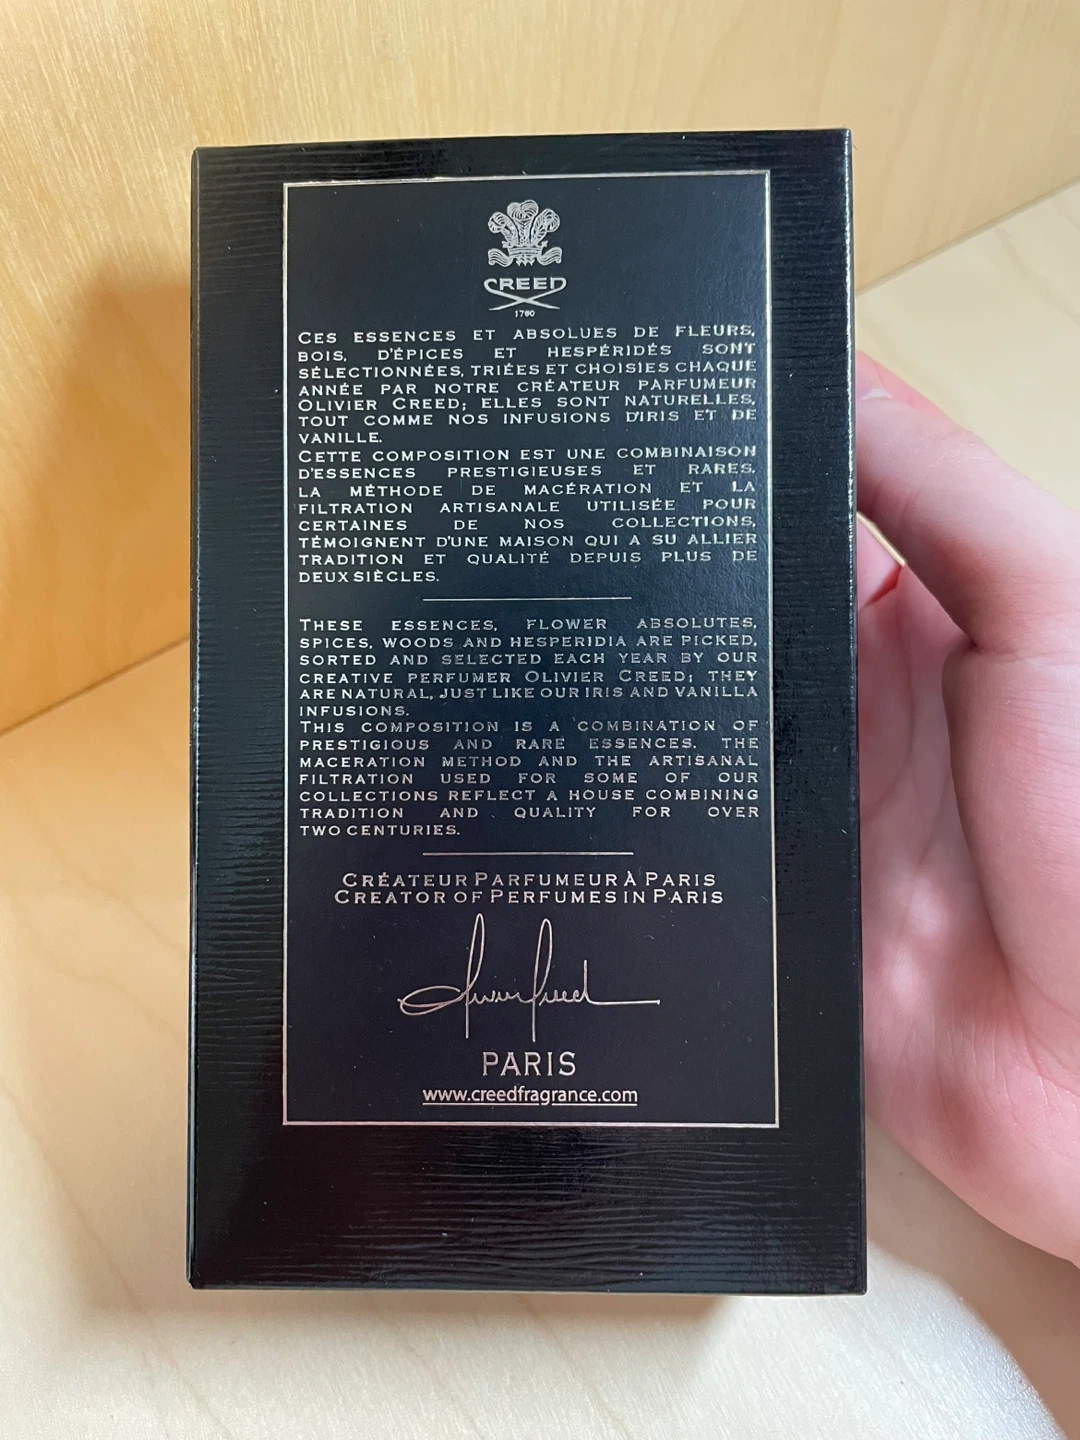 CREED
1760
CES ESSENCES ET ABSOLUES DE FLEURS,
BOIS, D'ÉPICES ET HESPÉRIDÉS SONT
SÉLECTIONNÉES, TRIÉES ET CHOISIES CHAQUE
ANNÉE PAR NOTRE CRÉATEUR PARFUMEUR
OLIVIER CREED; ELLES SONT NATURELLES,
TOUT COMME NOS INFUSIONS D'IRIS ET DE
VANILLE.
CETTE COMPOSITION EST UNE COMBINAISON
D'ESSENCES PRESTIGIEUSES ET RARES.
LA MÉTHODE DE MACÉRATION ET LA
FILTRATION ARTISANALE UTILISÉE POUR
CERTAINES DE NOS COLLECTIONS,
TÉMOIGNENT D'UNE MAISON QUI A SU ALLIER
TRADITION ET QUALITÉ DEPUIS PLUS DE
DEUX SIÈCLES.
THESE ESSENCES, FLOWER ABSOLUTES,
SPICES, WOODS AND HESPERIDIA ARE PICKED,
SORTED AND SELECTED EACH YEAR BY OUR
CREATIVE PERFUMER OLIVIER CREED; THEY
ARE NATURAL, JUST LIKE OUR IRIS AND VANILLA
INFUSIONS.
THIS COMPOSITION IS A COMBINATION OF
PRESTIGIOUS AND RARE ESSENCES. THE
MACERATION METHOD AND THE ARTISANAL
FILTRATION USED FOR SOME OF OUR
COLLECTIONS REFLECT A HOUSE COMBINING
TRADITION AND QUALITY FOR OVER
TWO CENTURIES.
CRÉATEUR PARFUMEUR À PARIS
CREATOR OF PERFUMES IN PARIS
Olivier Creed
PARIS
www.creedfragrance.com